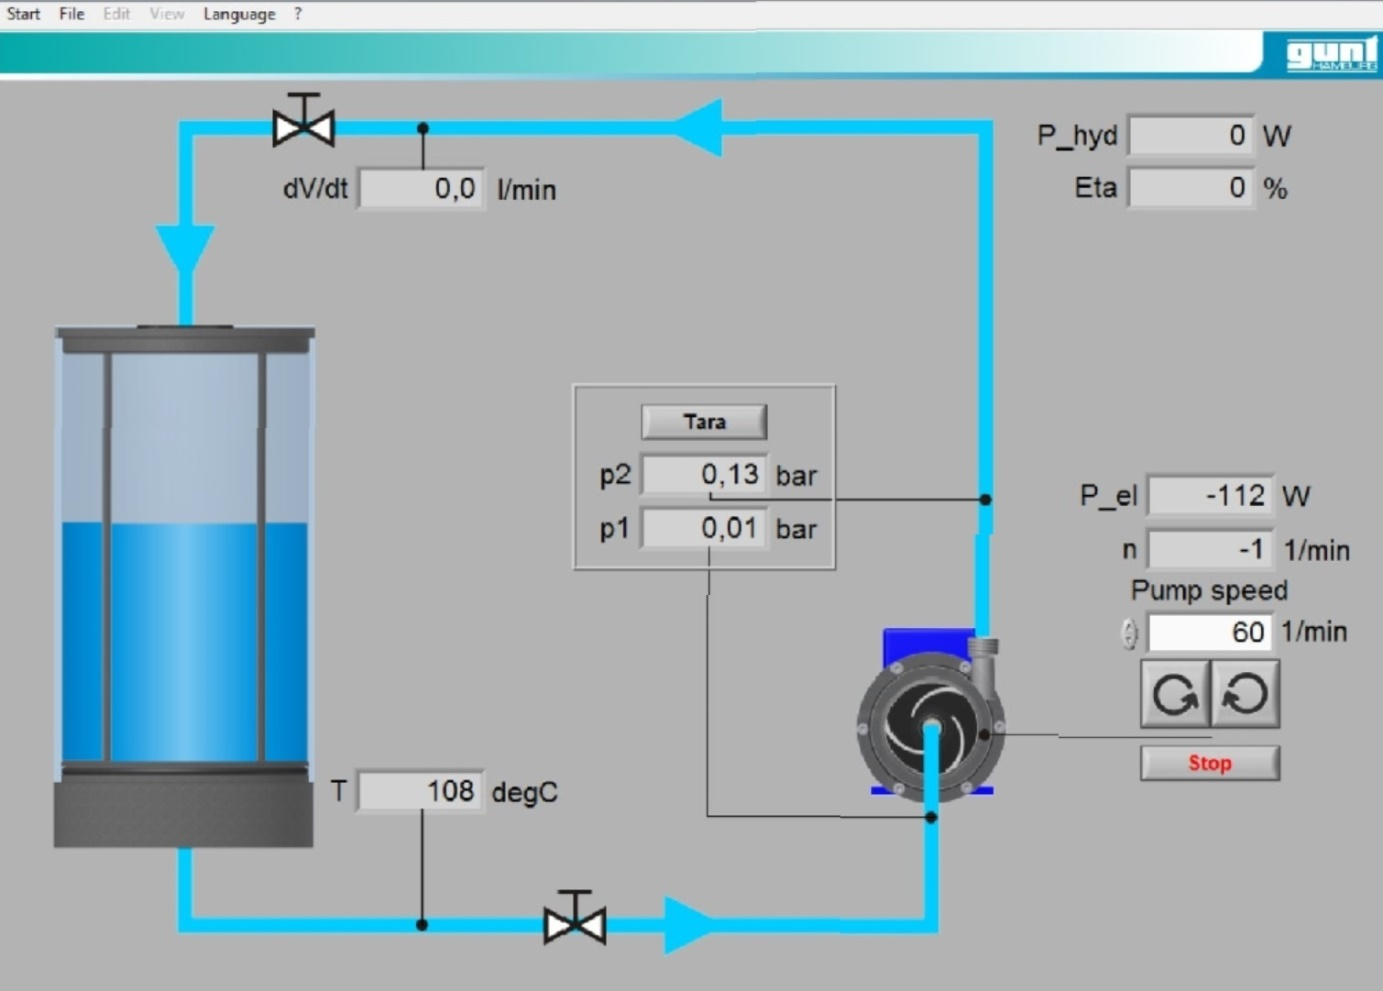 Start File Edit View Language ?
gunt
HAMBURG
P_hyd 0 W
dV/dt 0,0 l/min
Eta 0 %
Tara
p2 0,13 bar
p1 0,01 bar
P_el -112 W
n -1 1/min
Pump speed
60 1/min
Stop
T 108 degC